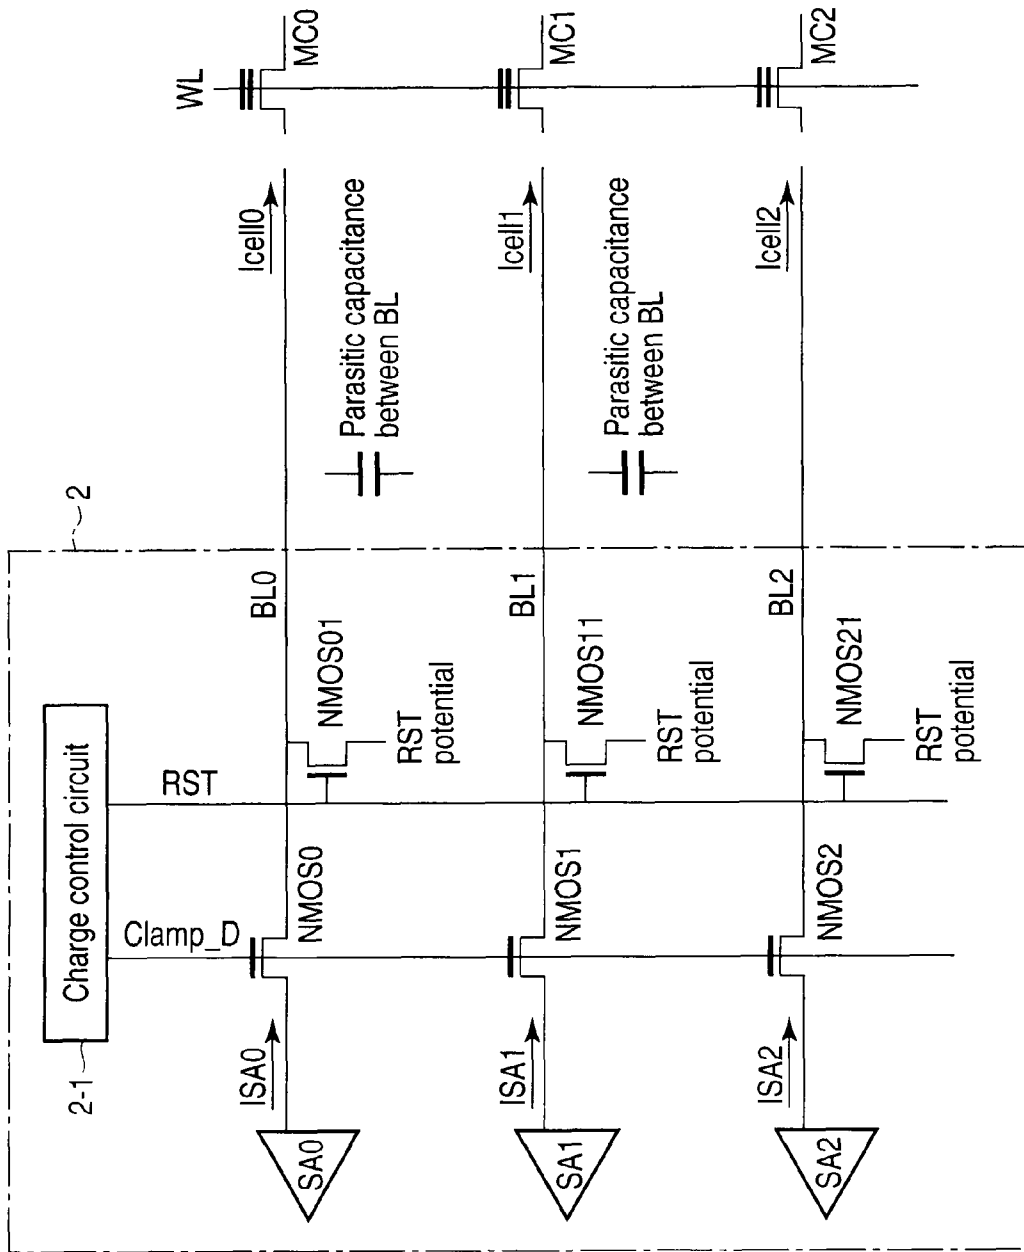 2
Charge control circuit
2-1
Clamp_D
RST
WL
SA0
ISA0
NMOS0
NMOS01
RST
potential
BL0
Icell0
MC0
Parasitic capacitance
between BL
SA1
ISA1
NMOS1
NMOS11
RST
potential
BL1
Icell1
MC1
Parasitic capacitance
between BL
SA2
ISA2
NMOS2
NMOS21
RST
potential
BL2
Icell2
MC2